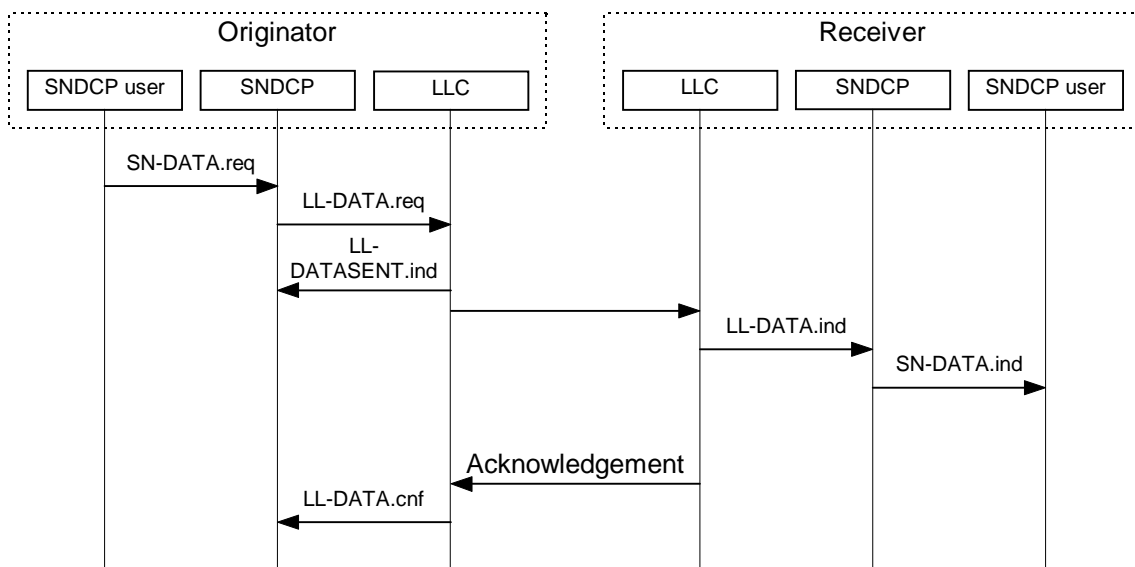 Originator
Receiver
SNDCP user
SNDCP
LLC
LLC
SNDCP
SNDCP user
SN-DATA.req
LL-DATA.req
LL-
DATASENT.ind
LL-DATA.ind
SN-DATA.ind
Acknowledgement
LL-DATA.cnf